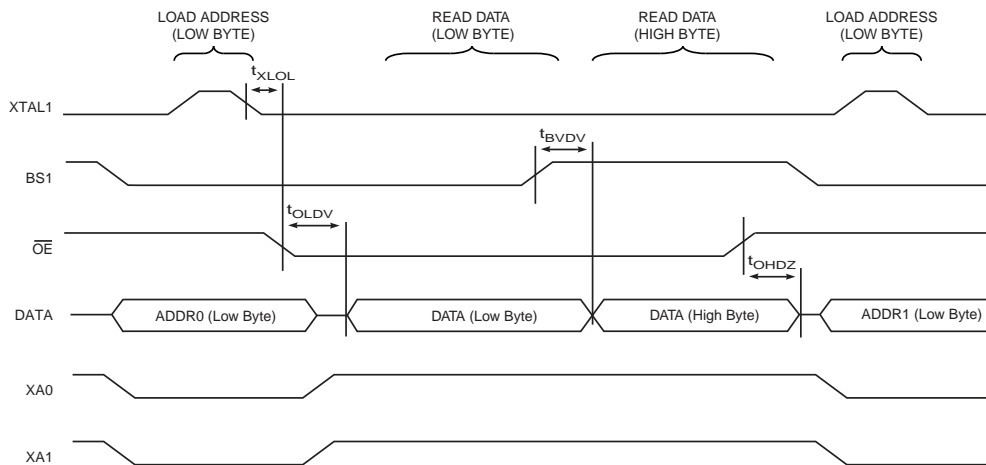 LOAD ADDRESS
(LOW BYTE)
READ DATA
(LOW BYTE)
READ DATA
(HIGH BYTE)
LOAD ADDRESS
(LOW BYTE)
tXLOL
XTAL1
tBVDV
BS1
tOLDV
OE
tOHDZ
DATA
ADDR0 (Low Byte)
DATA (Low Byte)
DATA (High Byte)
ADDR1 (Low Byte)
XA0
XA1